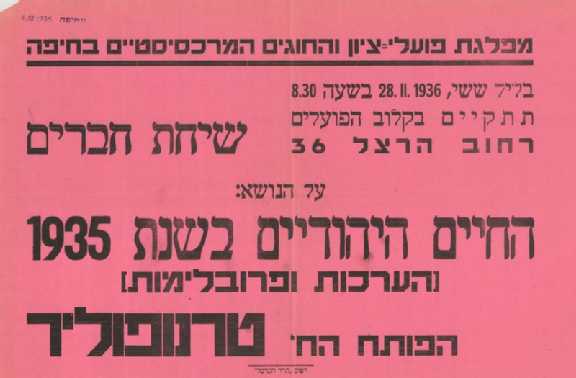 מפלגת פועלי-ציון והחוגים המרכסיסטיים בחיפה
בליל ששי, 28.II.1936 בשעה 8.30
תתקיים בקלוב הפועלים
רחוב הרצל 36
שיחת חברים
על הנושא:
החיים היהודיים בשנת 1935
[הערכות ופרובלימות]
הפותח הח' טרנופוליר